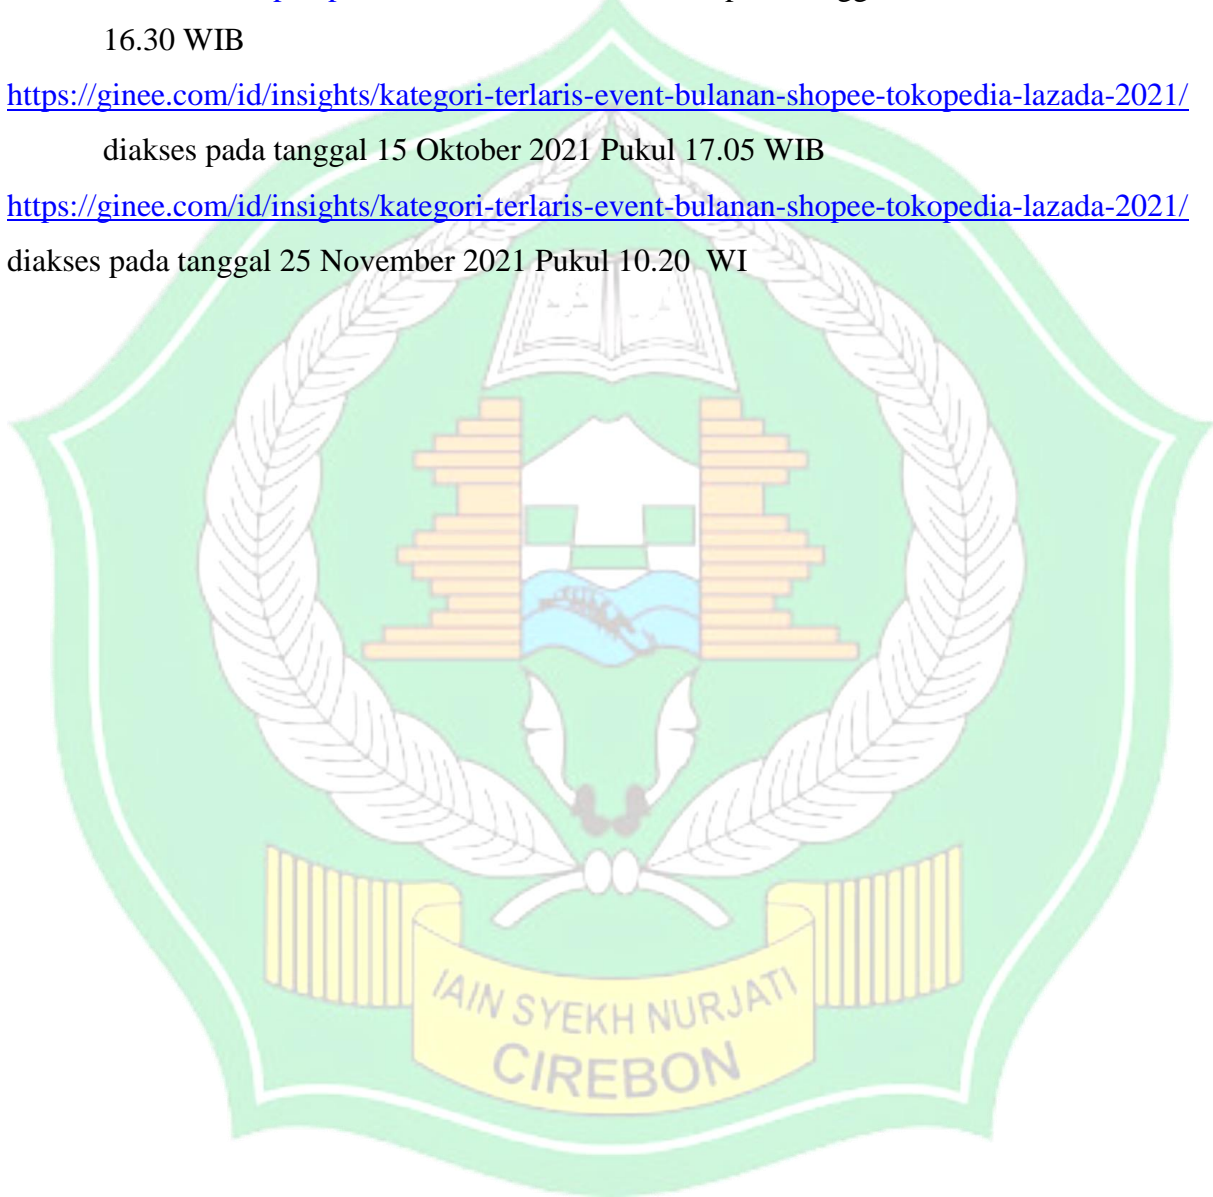 16.30 WIB
https://ginee.com/id/insights/kategori-terlaris-event-bulanan-shopee-tokopedia-lazada-2021/
diakses pada tanggal 15 Oktober 2021 Pukul 17.05 WIB
https://ginee.com/id/insights/kategori-terlaris-event-bulanan-shopee-tokopedia-lazada-2021/
diakses pada tanggal 25 November 2021 Pukul 10.20  WI
IAIN SYEKH NURJATI
CIREBON